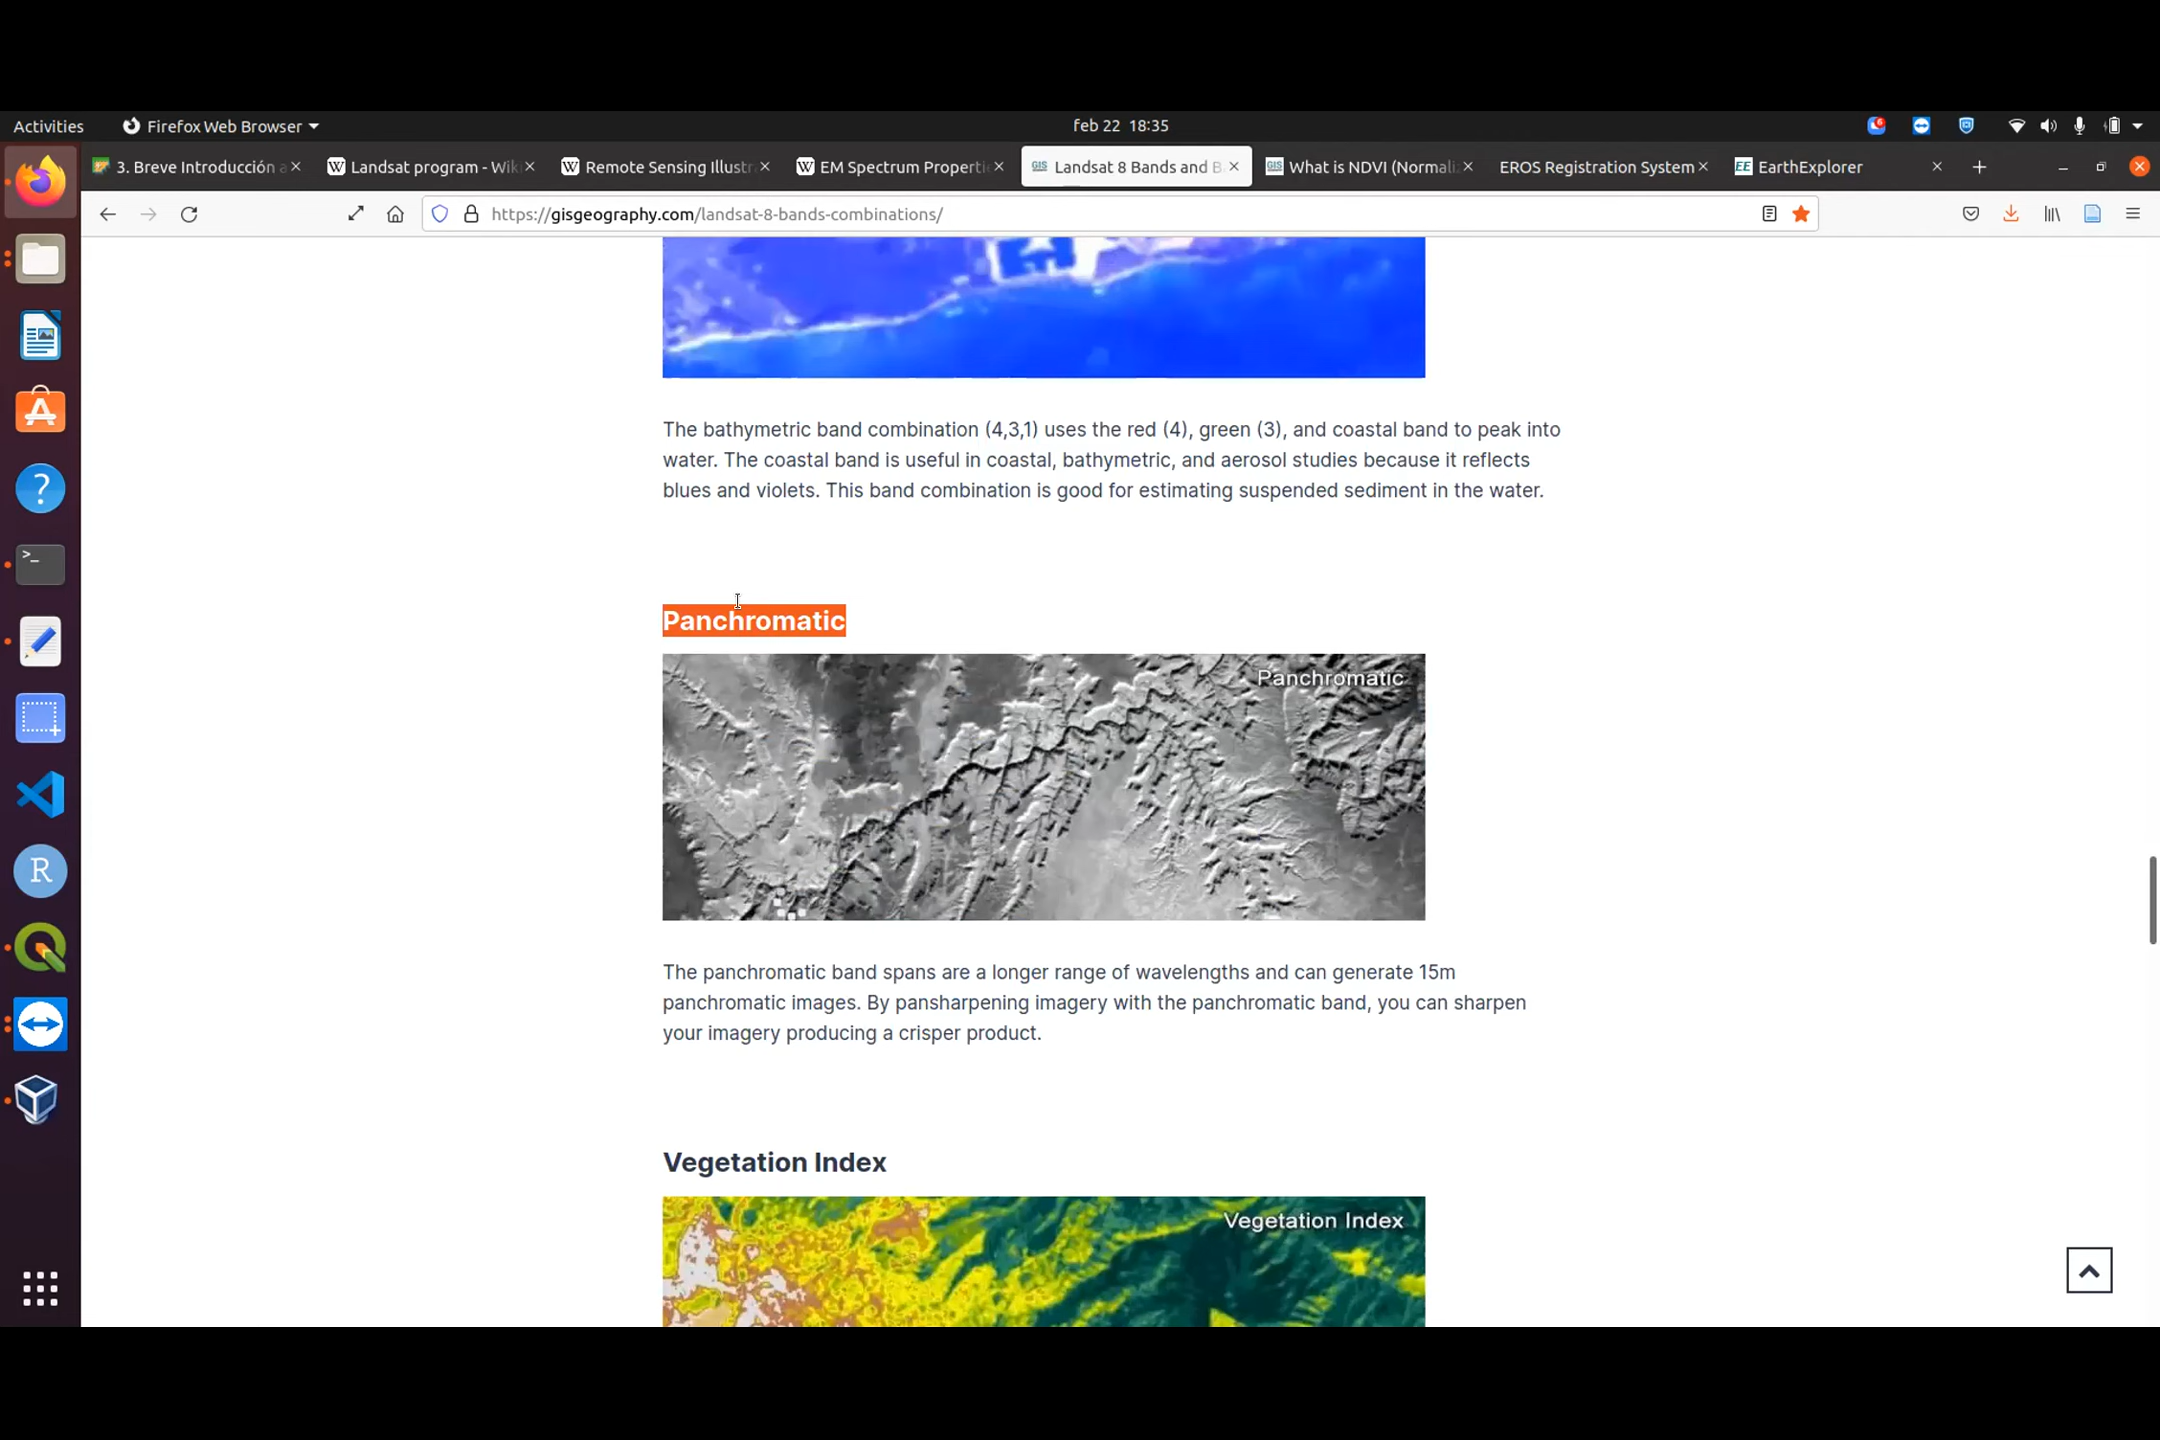 Activities
Firefox Web Browser
feb 22 18:35
3. Breve Introducción a
Landsat program - Wik
Remote Sensing Illustr
EM Spectrum Properti
GIS Landsat 8 Bands and B
GIS What is NDVI (Normali
EROS Registration System
EE EarthExplorer
https://gisgeography.com/landsat-8-bands-combinations/
The bathymetric band combination (4,3,1) uses the red (4), green (3), and coastal band to peak into
water. The coastal band is useful in coastal, bathymetric, and aerosol studies because it reflects
blues and violets. This band combination is good for estimating suspended sediment in the water.
Panchromatic
Panchromatic
The panchromatic band spans are a longer range of wavelengths and can generate 15m
panchromatic images. By pansharpening imagery with the panchromatic band, you can sharpen
your imagery producing a crisper product.
Vegetation Index
Vegetation Index